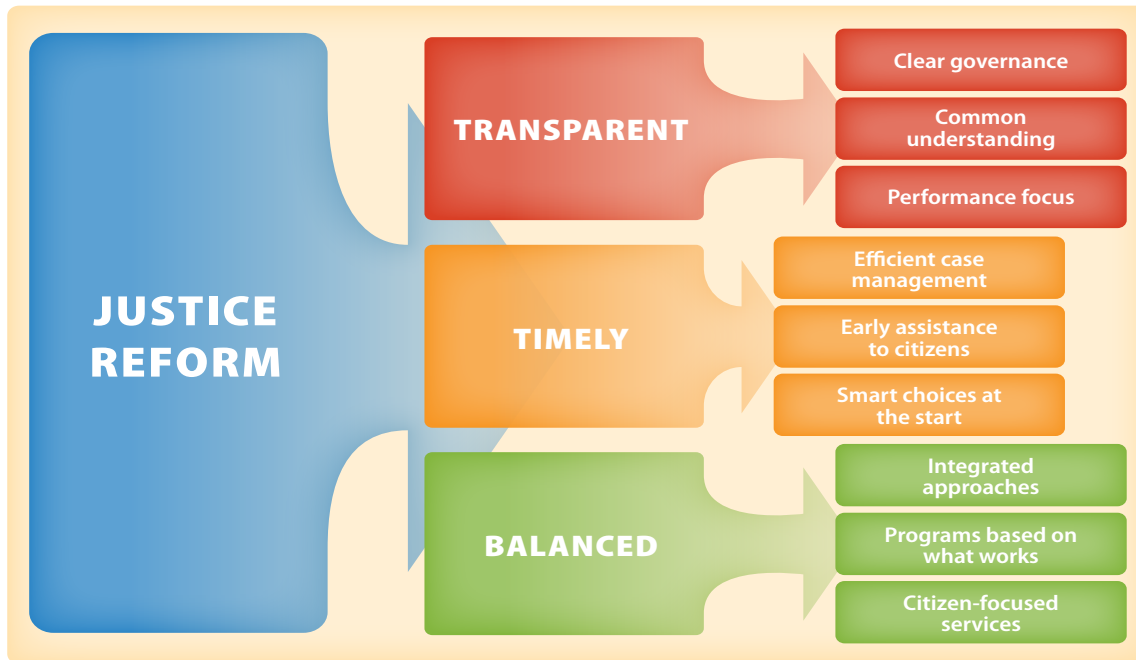 JUSTICE
REFORM
TRANSPARENT
Clear governance
Common
understanding
Performance focus
TIMELY
Efficient case
management
Early assistance
to citizens
Smart choices at
the start
BALANCED
Integrated
approaches
Programs based on
what works
Citizen-focused
services